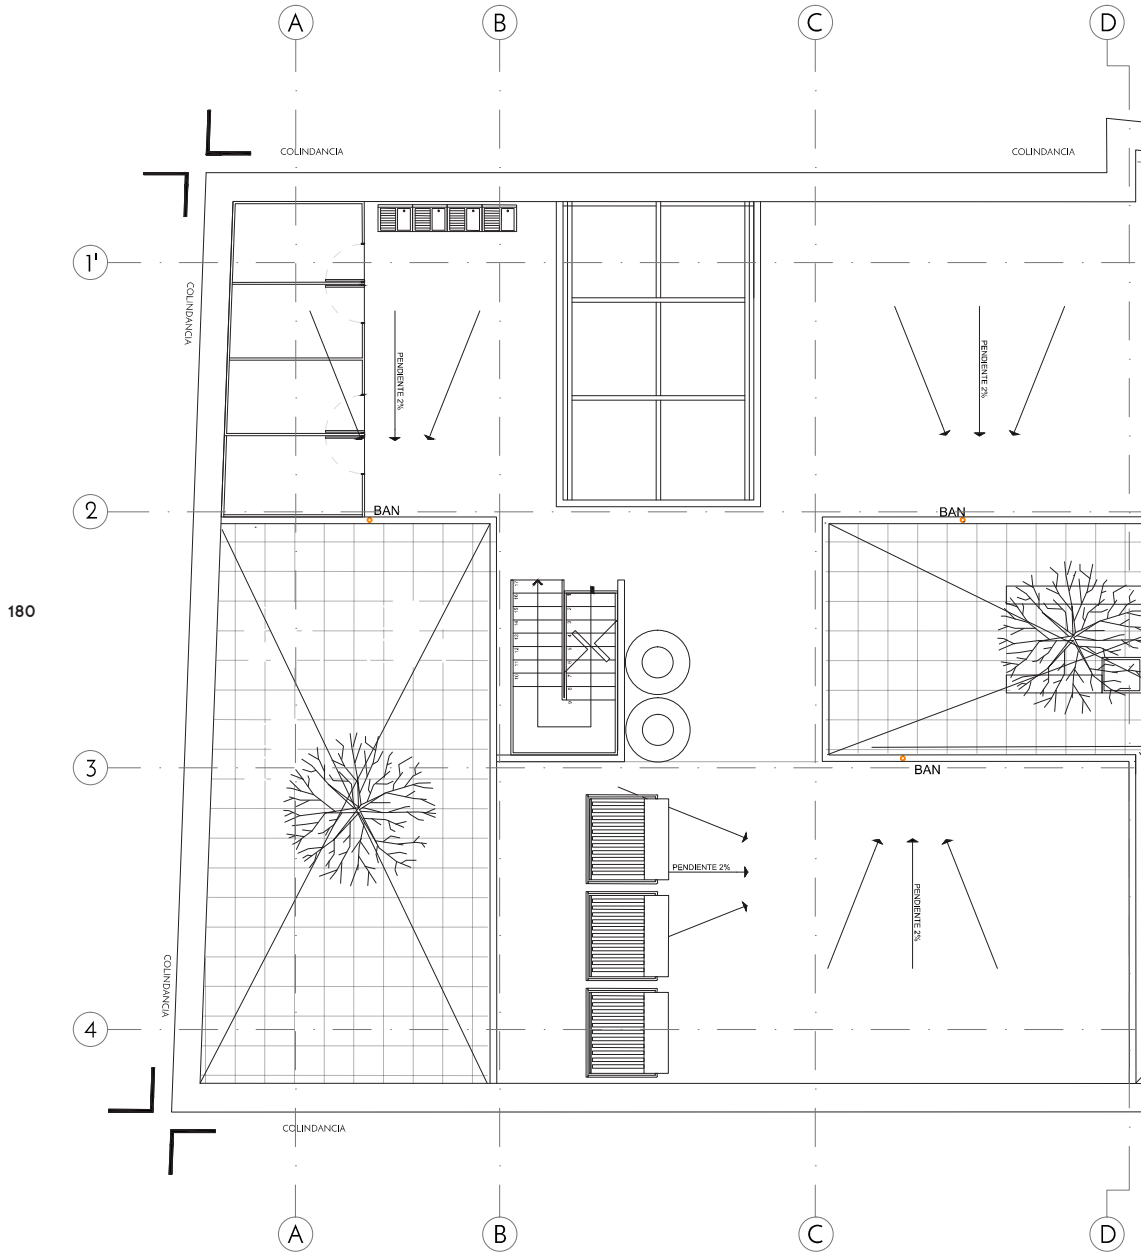 A
B
C
D
COLINDANCIA
COLINDANCIA
1'
COLINDANCIA
PENDIENTE 2%
PENDIENTE 2%
2
BAN
BAN
180
3
BAN
PENDIENTE 2%
PENDIENTE 2%
COLINDANCIA
4
COLINDANCIA
A
B
C
D